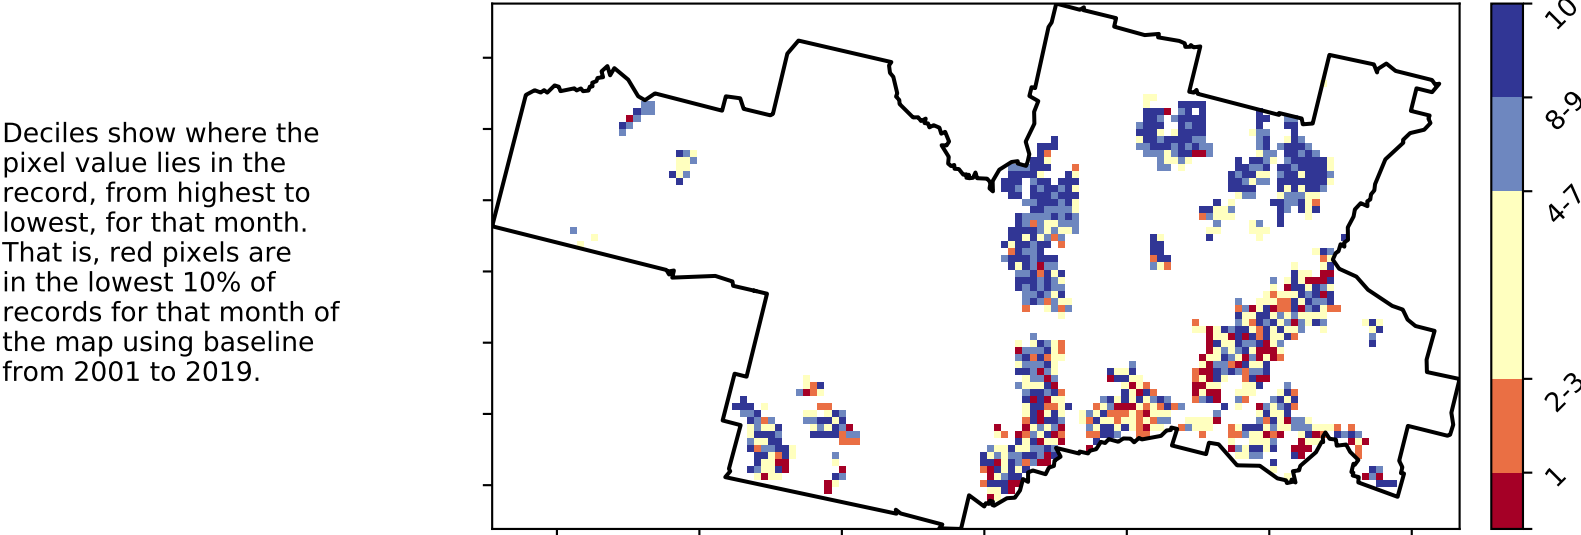 Deciles show where the
pixel value lies in the
record, from highest to
lowest, for that month.
That is, red pixels are
in the lowest 10% of
records for that month of
the map using baseline
from 2001 to 2019.
10
8-9
4-7
2-3
1